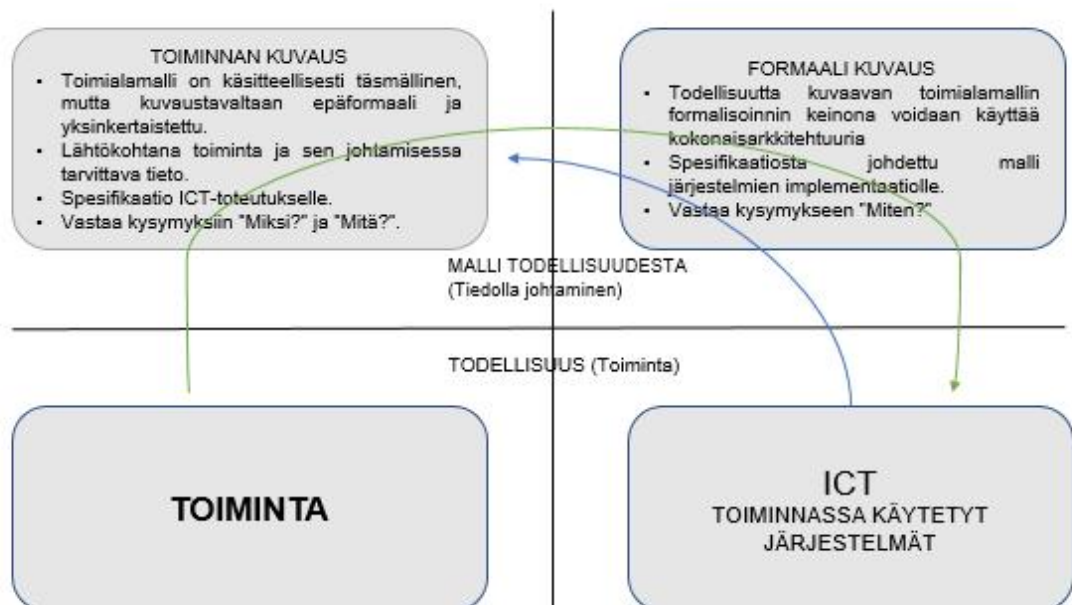 TOIMINNAN KUVAUS
• Toimialamalli on käsitteellisesti täsmällinen,
mutta kuvaustavaltaan epäformaali ja
yksinkertaistettu.
• Lähtökohtana toiminta ja sen johtamisessa
tarvittava tieto.
• Spesifikaatio ICT-toteutukselle.
• Vastaa kysymyksiin "Miksi?" ja "Mitä?".
FORMAALI KUVAUS
• Todellisuutta kuvaavan toimialamallin
formalisoinnin keinona voidaan käyttää
kokonaisarkkitehtuuria
• Spesifikaatiosta johdettu malli
järjestelmien implementaatiolle.
• Vastaa kysymykseen "Miten?"
MALLI TODELLISUUDESTA
(Tiedolla johtaminen)
TODELLISUUS (Toiminta)
TOIMINTA
ICT
TOIMINNASSA KÄYTETYT
JÄRJESTELMÄT